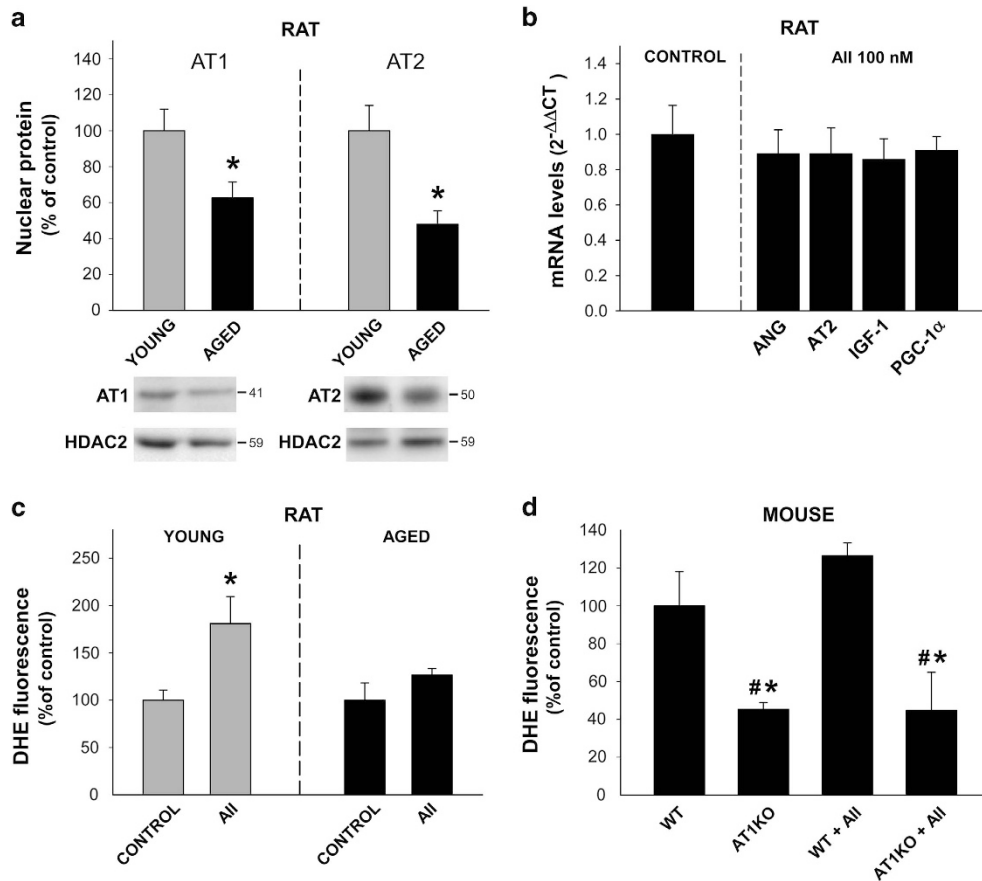 a
RAT
AT1
AT2
Nuclear protein
(% of control)
140
120
100
80
60
40
20
0
*
*
YOUNG
AGED
YOUNG
AGED
AT1
41
AT2
50
HDAC2
59
HDAC2
59
b
RAT
CONTROL
AII 100 nM
mRNA levels (2^-ΔΔCT)
1.4
1.2
1.0
0.8
0.6
0.4
0.2
0.0
ANG
AT2
IGF-1
PGC-1α
c
RAT
YOUNG
AGED
DHE fluorescence
(%of control)
250
200
150
100
50
0
*
CONTROL
AII
CONTROL
AII
d
MOUSE
DHE fluorescence
(%of control)
140
120
100
80
60
40
20
0
#*
#*
WT
AT1KO
WT + AII
AT1KO + AII